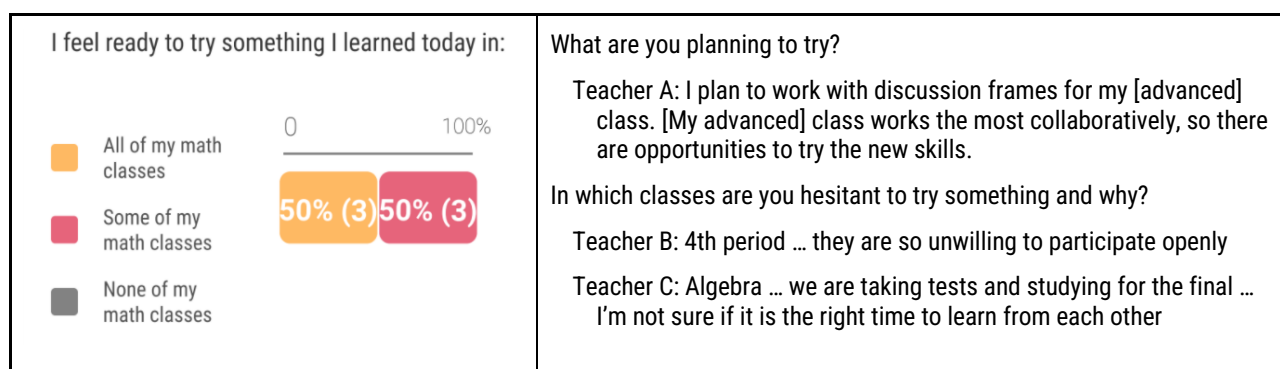 I feel ready to try something I learned today in:
0 100%
All of my math
classes
50% (3) 50% (3)
Some of my
math classes
None of my
math classes
What are you planning to try?
Teacher A: I plan to work with discussion frames for my [advanced]
class. [My advanced] class works the most collaboratively, so there
are opportunities to try the new skills.
In which classes are you hesitant to try something and why?
Teacher B: 4th period … they are so unwilling to participate openly
Teacher C: Algebra … we are taking tests and studying for the final …
I’m not sure if it is the right time to learn from each other